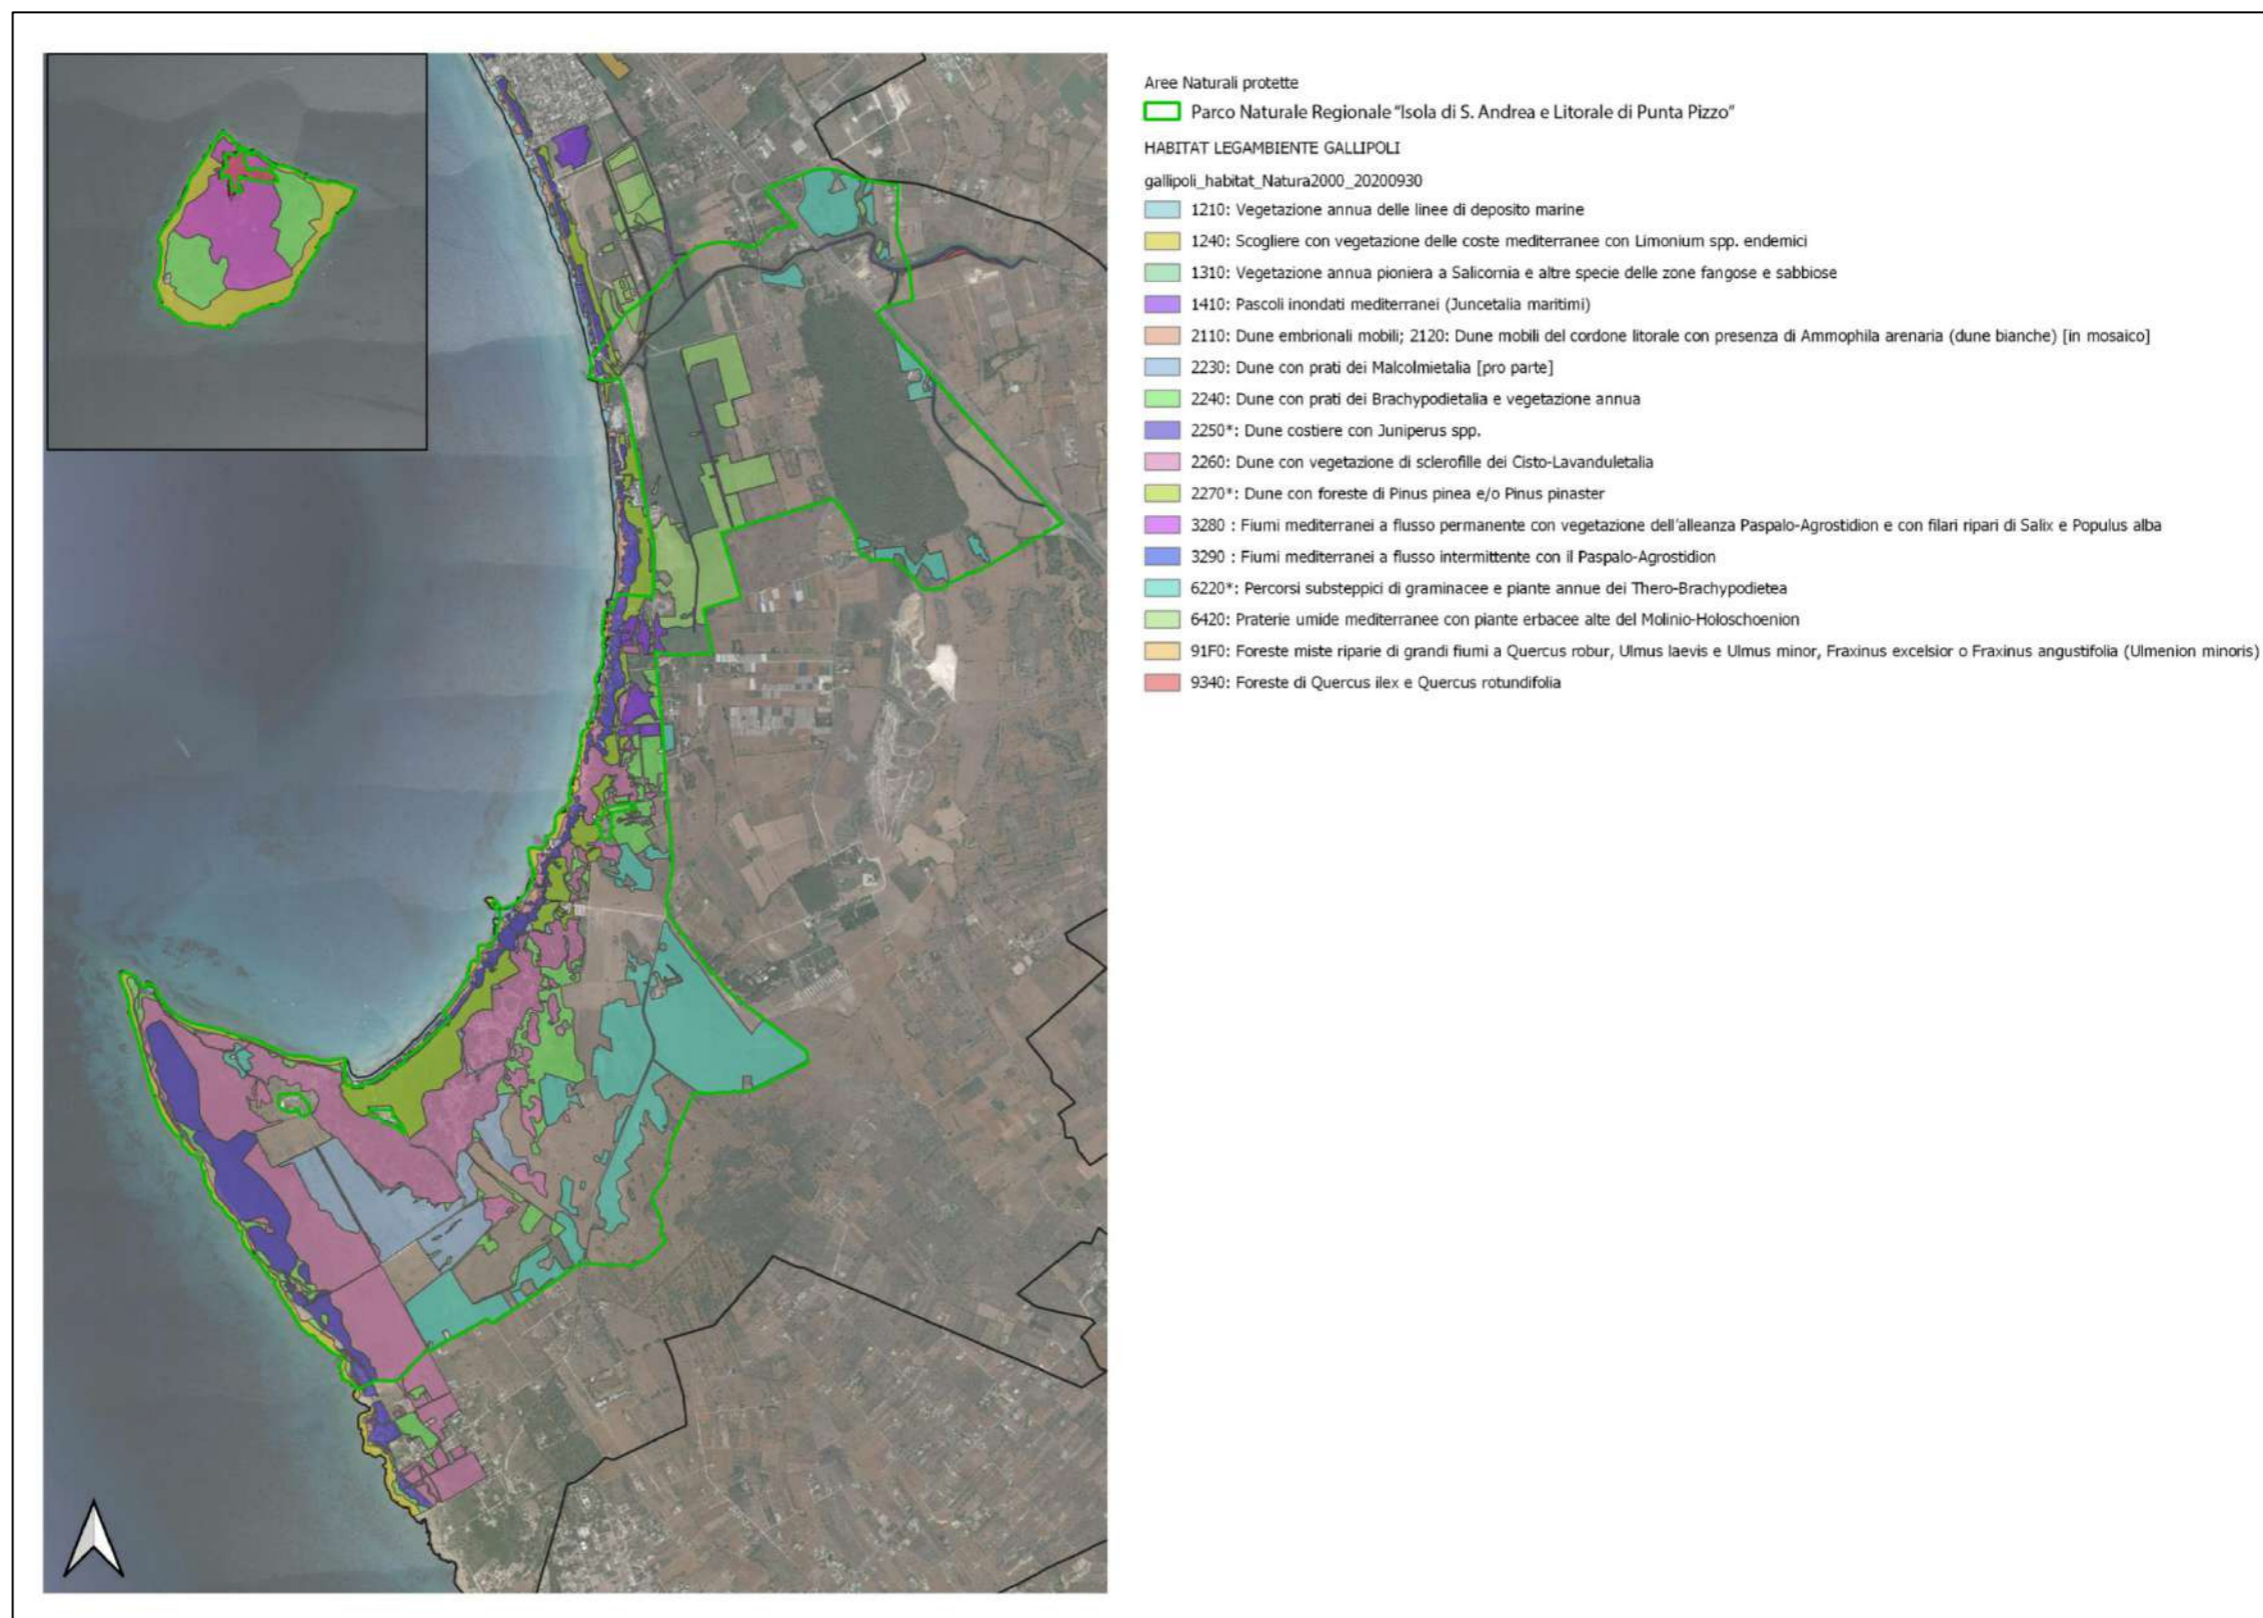 Aree Naturali protette
Parco Naturale Regionale “Isola di S. Andrea e Litorale di Punta Pizzo”
HABITAT LEGAMBIENTE GALLIPOLI
gallipoli_habitat_Natura2000_20200930
1210: Vegetazione annua delle linee di deposito marine
1240: Scogliere con vegetazione delle coste mediterranee con Limonium spp. endemici
1310: Vegetazione annua pioniera a Salicornia e altre specie delle zone fangose e sabbiose
1410: Pascoli inondati mediterranei (Juncetalia maritimi)
2110: Dune embrionali mobili; 2120: Dune mobili del cordone litorale con presenza di Ammophila arenaria (dune bianche) [in mosaico]
2230: Dune con prati dei Malcolmietalia [pro parte]
2240: Dune con prati dei Brachypodietalia e vegetazione annua
2250*: Dune costiere con Juniperus spp.
2260: Dune con vegetazione di sclerofille dei Cisto-Lavanduletalia
2270*: Dune con foreste di Pinus pinea e/o Pinus pinaster
3280 : Fiumi mediterranei a flusso permanente con vegetazione dell'alleanza Paspalo-Agrostidion e con filari ripari di Salix e Populus alba
3290 : Fiumi mediterranei a flusso intermittente con il Paspalo-Agrostidion
6220*: Percorsi substeppici di graminacee e piante annue dei Thero-Brachypodietea
6420: Praterie umide mediterranee con piante erbacee alte del Molinio-Holoschoenion
91F0: Foreste miste riparie di grandi fiumi a Quercus robur, Ulmus laevis e Ulmus minor, Fraxinus excelsior o Fraxinus angustifolia (Ulmenion minoris)
9340: Foreste di Quercus ilex e Quercus rotundifolia